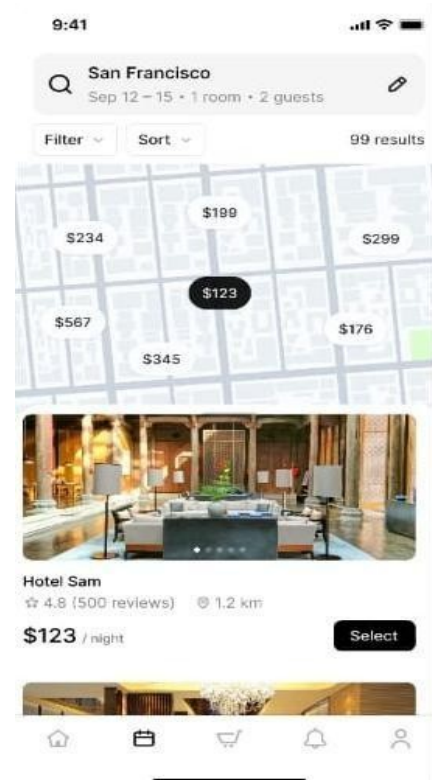 9:41
San Francisco
Sep 12 – 15 • 1 room • 2 guests
Filter Sort 99 results
$199
$234 $299
$123
$567 $176
$345
Hotel Sam
4.8 (500 reviews) 1.2 km
$123 / night Select